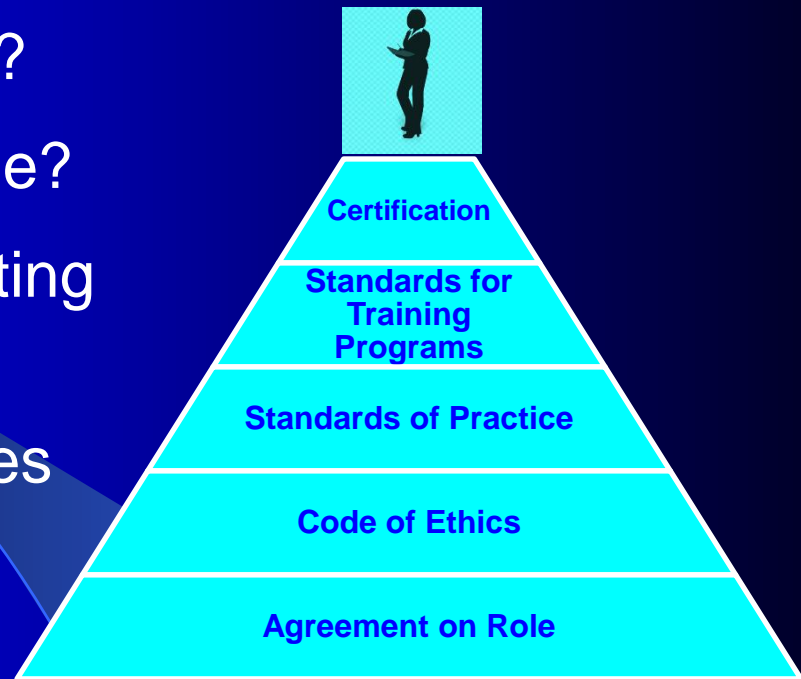 ?
e?
ting
es
Certification
Standards for
Training
Programs
Standards of Practice
Code of Ethics
Agreement on Role